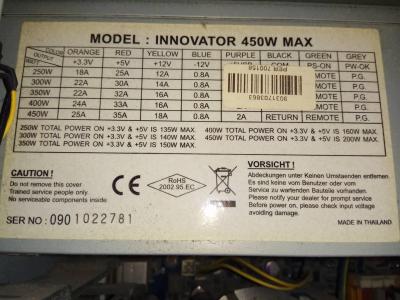 MODEL : INNOVATOR 450W MAX
COLOR ORANGE RED YELLOW BLUE PURPLE BLACK GREEN GREY
WATT OUTPUT +3.3V +5V +12V -12V COM PS-ON PW-OK
250W 18A 25A 12A 0.8A REMOTE P.G.
300W 22A 30A 14A 0.8A REMOTE P.G.
350W 22A 32A 16A 0.8A REMOTE P.G.
400W 24A 33A 16A 0.8A REMOTE P.G.
450W 25A 35A 18A 0.8A 2A RETURN REMOTE P.G.
PER 700158
9031703863
250W TOTAL POWER ON +3.3V & +5V IS 135W MAX. 400W TOTAL POWER ON +3.3V & +5V IS 160W MAX.
300W TOTAL POWER ON +3.3V & +5V IS 140W MAX. 450W TOTAL POWER ON +3.3V & +5V IS 200W MAX.
350W TOTAL POWER ON +3.3V & +5V IS 150W MAX.
CAUTION !
Do not remove this cover
Trained service people only.
No serviceable components inside.
CE
RoHS
2002.95.EC
VORSICHT !
Abdeckungen unter Keinen Umstaenden entfernen
Es sind keine vom Benutzer oder vom
Service zu wartenden Bauteile vorhanden
Please notify your dealer for assistance
Before power on, please check input voltage
avoiding damage.
SER NO : 0901022781
MADE IN THAILAND